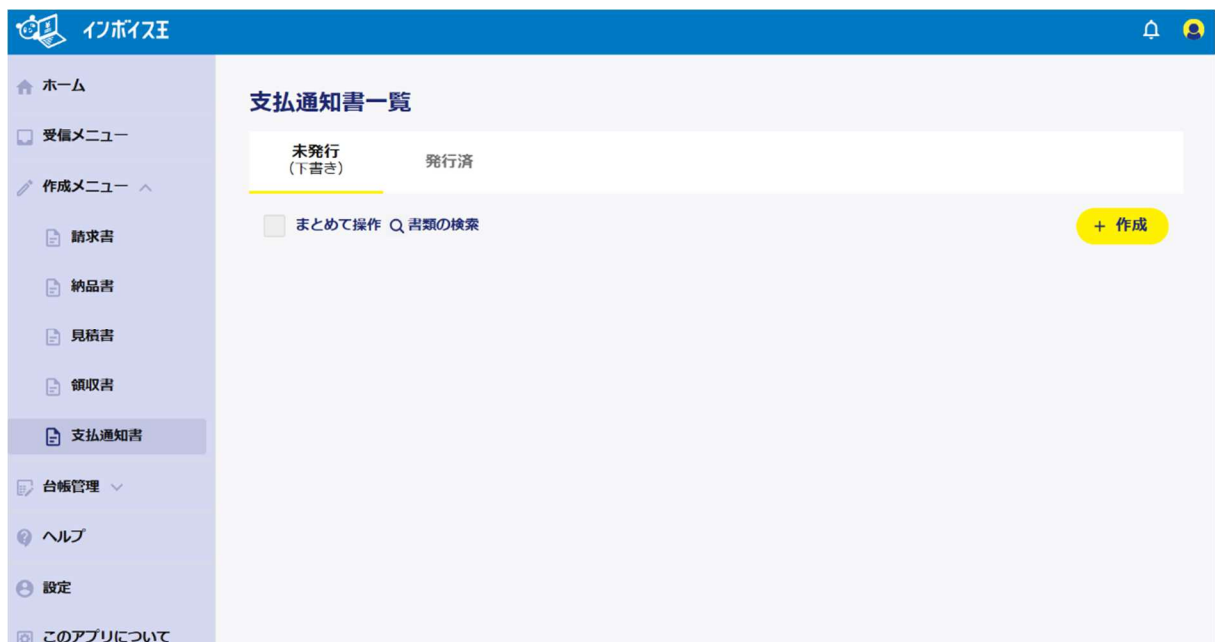 インボイス王
ホーム
受信メニュー
作成メニュー
請求書
納品書
見積書
領収書
支払通知書
台帳管理
ヘルプ
設定
このアプリについて
支払通知書一覧
未発行
(下書き)
発行済
まとめて操作 書類の検索
+ 作成